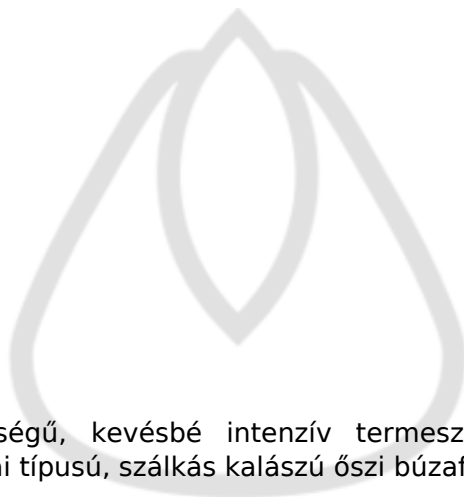 ségű, kevésbé intenzív termesz
i típusú, szálkás kalászú őszi búzaf